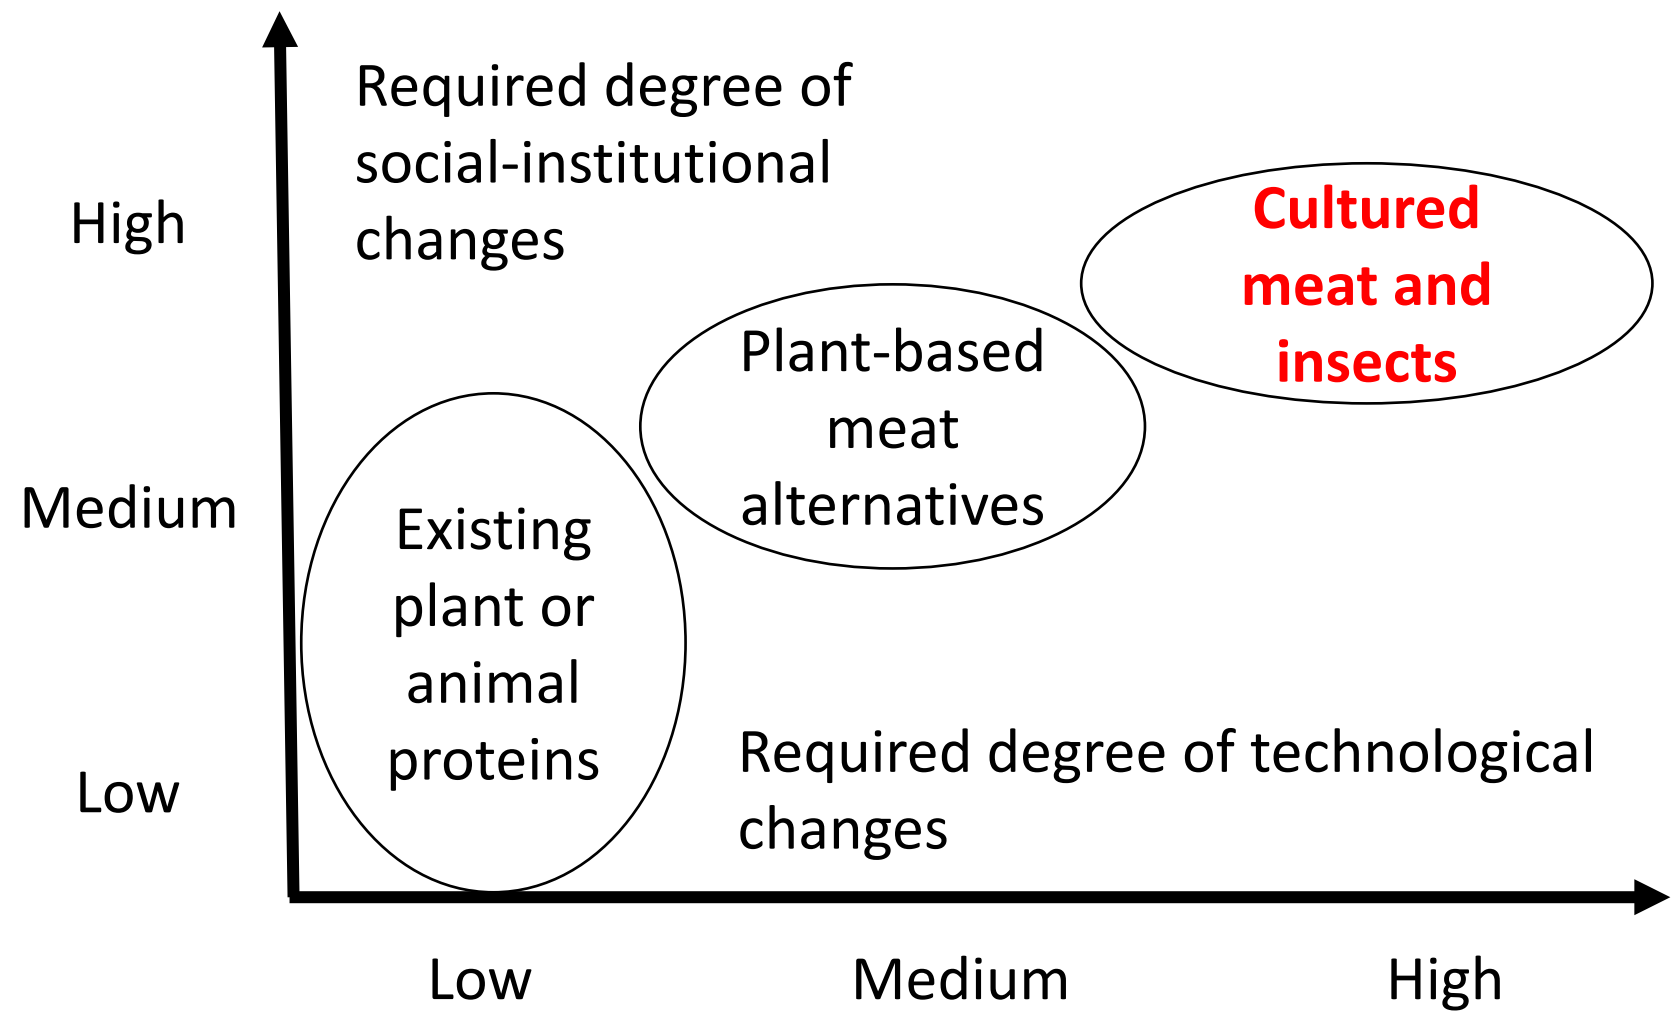 Required degree of
social-institutional
changes
High
Medium
Low
Cultured
meat and
insects
Plant-based
meat
alternatives
Existing
plant or
animal
proteins
Required degree of technological
changes
Low
Medium
High